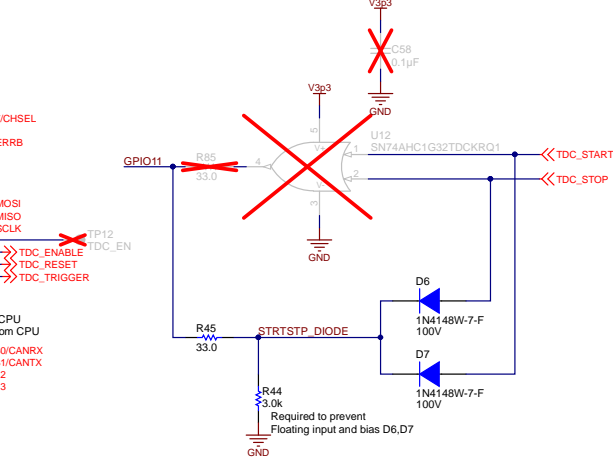 V3p3
C58
0.1µF
GND
V3p3
/CHSEL
ERRB
U12
SN74AHC1G32TDCKRQ1
5
V+
GPIO11
R85
33.0
4
1
2
V-
3
TDC_START
TDC_STOP
GND
MOSI
MISO
SCLK
TP12
TDC_EN
TDC_ENABLE
TDC_RESET
TDC_TRIGGER
D6
1N4148W-7-F
100V
CPU
om CPU
R45
33.0
STRTSTP_DIODE
0/CANRX
1/CANTX
2
3
D7
1N4148W-7-F
100V
R44
3.0k
Required to prevent
Floating input and bias D6,D7
GND